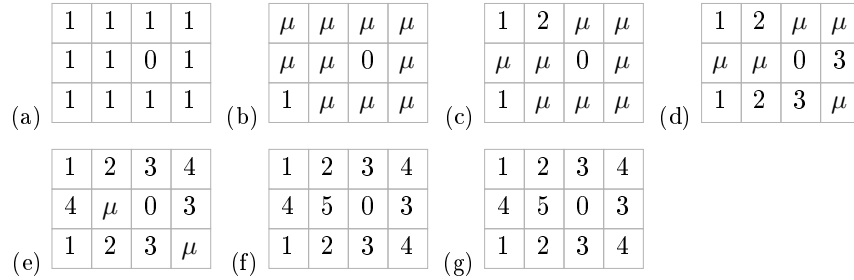 1 1 1 1 μ μ μ μ 1 2 μ μ 1 2 μ μ
1 1 0 1 μ μ 0 μ μ μ 0 μ μ μ 0 3
(a) 1 1 1 1 (b) 1 μ μ μ (c) 1 μ μ μ (d) 1 2 3 μ
1 2 3 4 1 2 3 4 1 2 3 4
4 μ 0 3 4 5 0 3 4 5 0 3
(e) 1 2 3 μ (f) 1 2 3 4 (g) 1 2 3 4